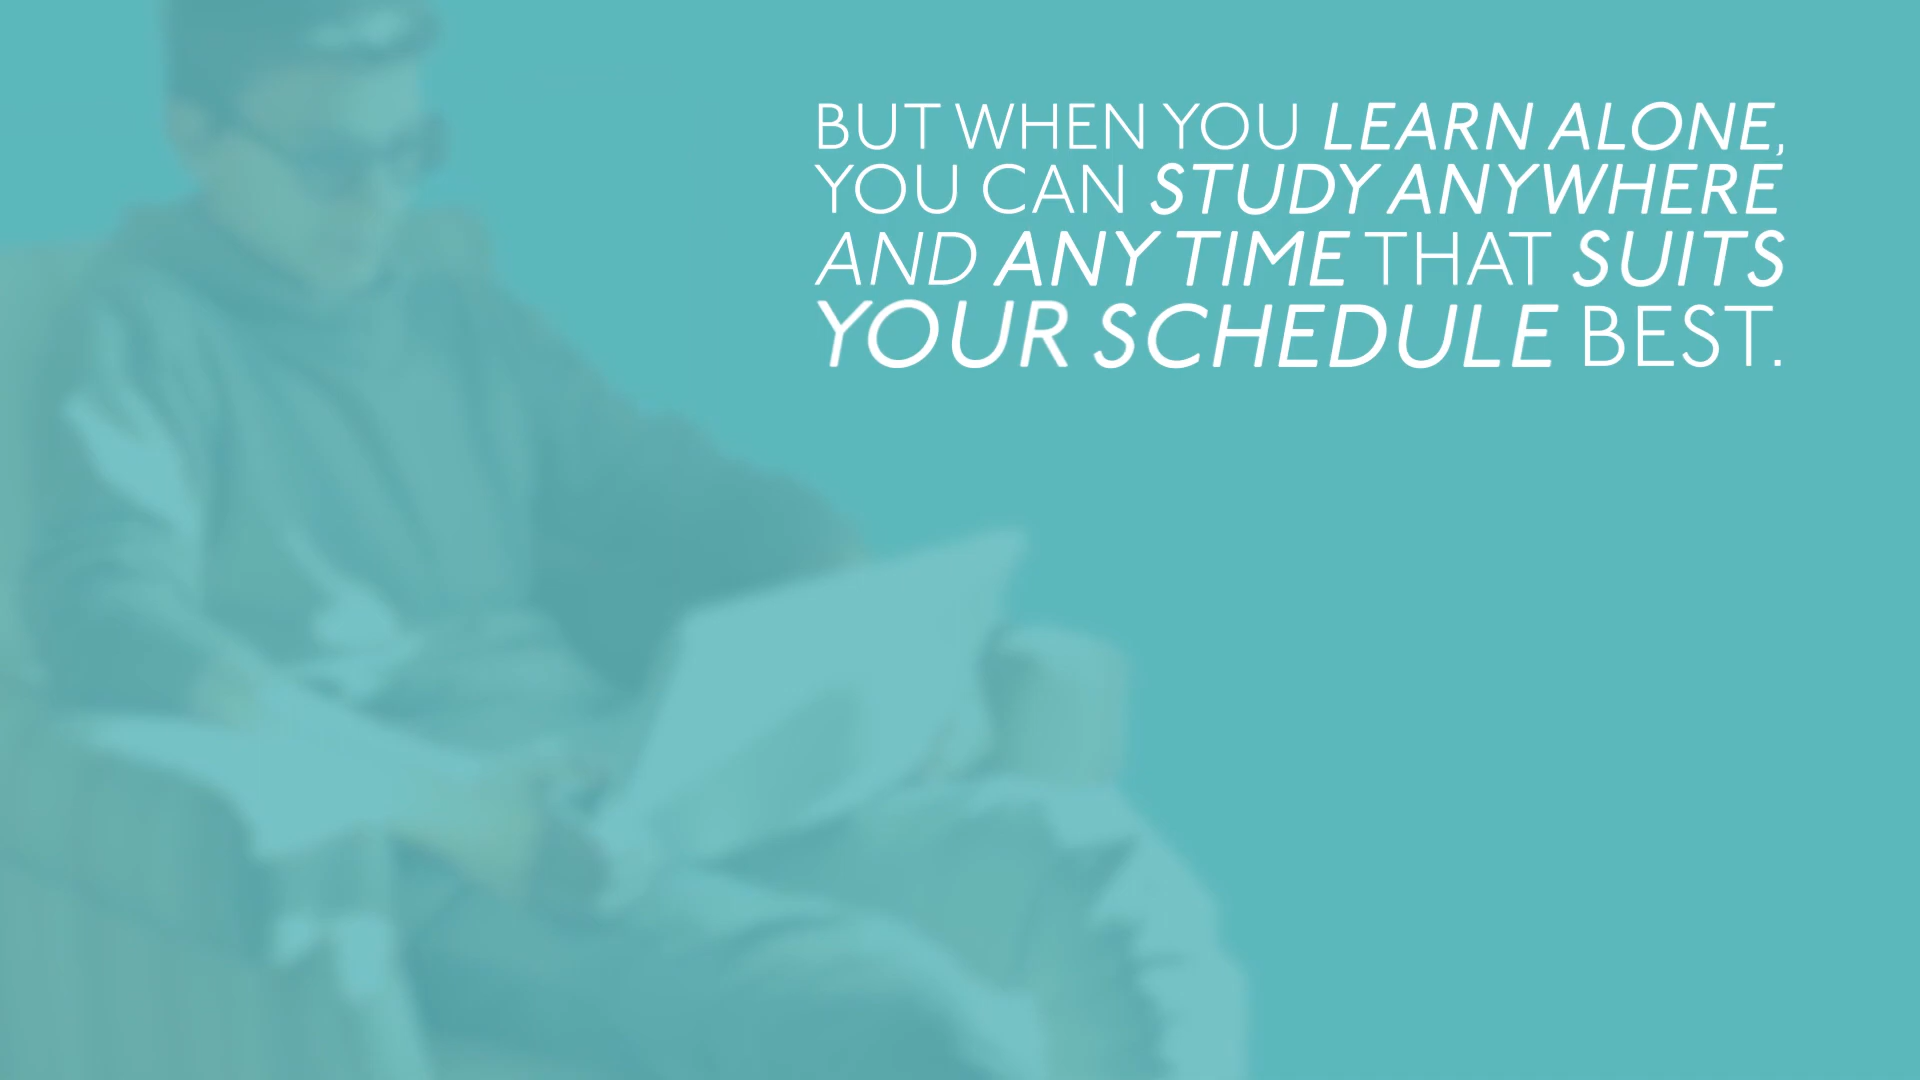 BUT WHEN YOU LEARN ALONE,
YOU CAN STUDY ANYWHERE
AND ANY TIME THAT SUITS
YOUR SCHEDULE BEST.